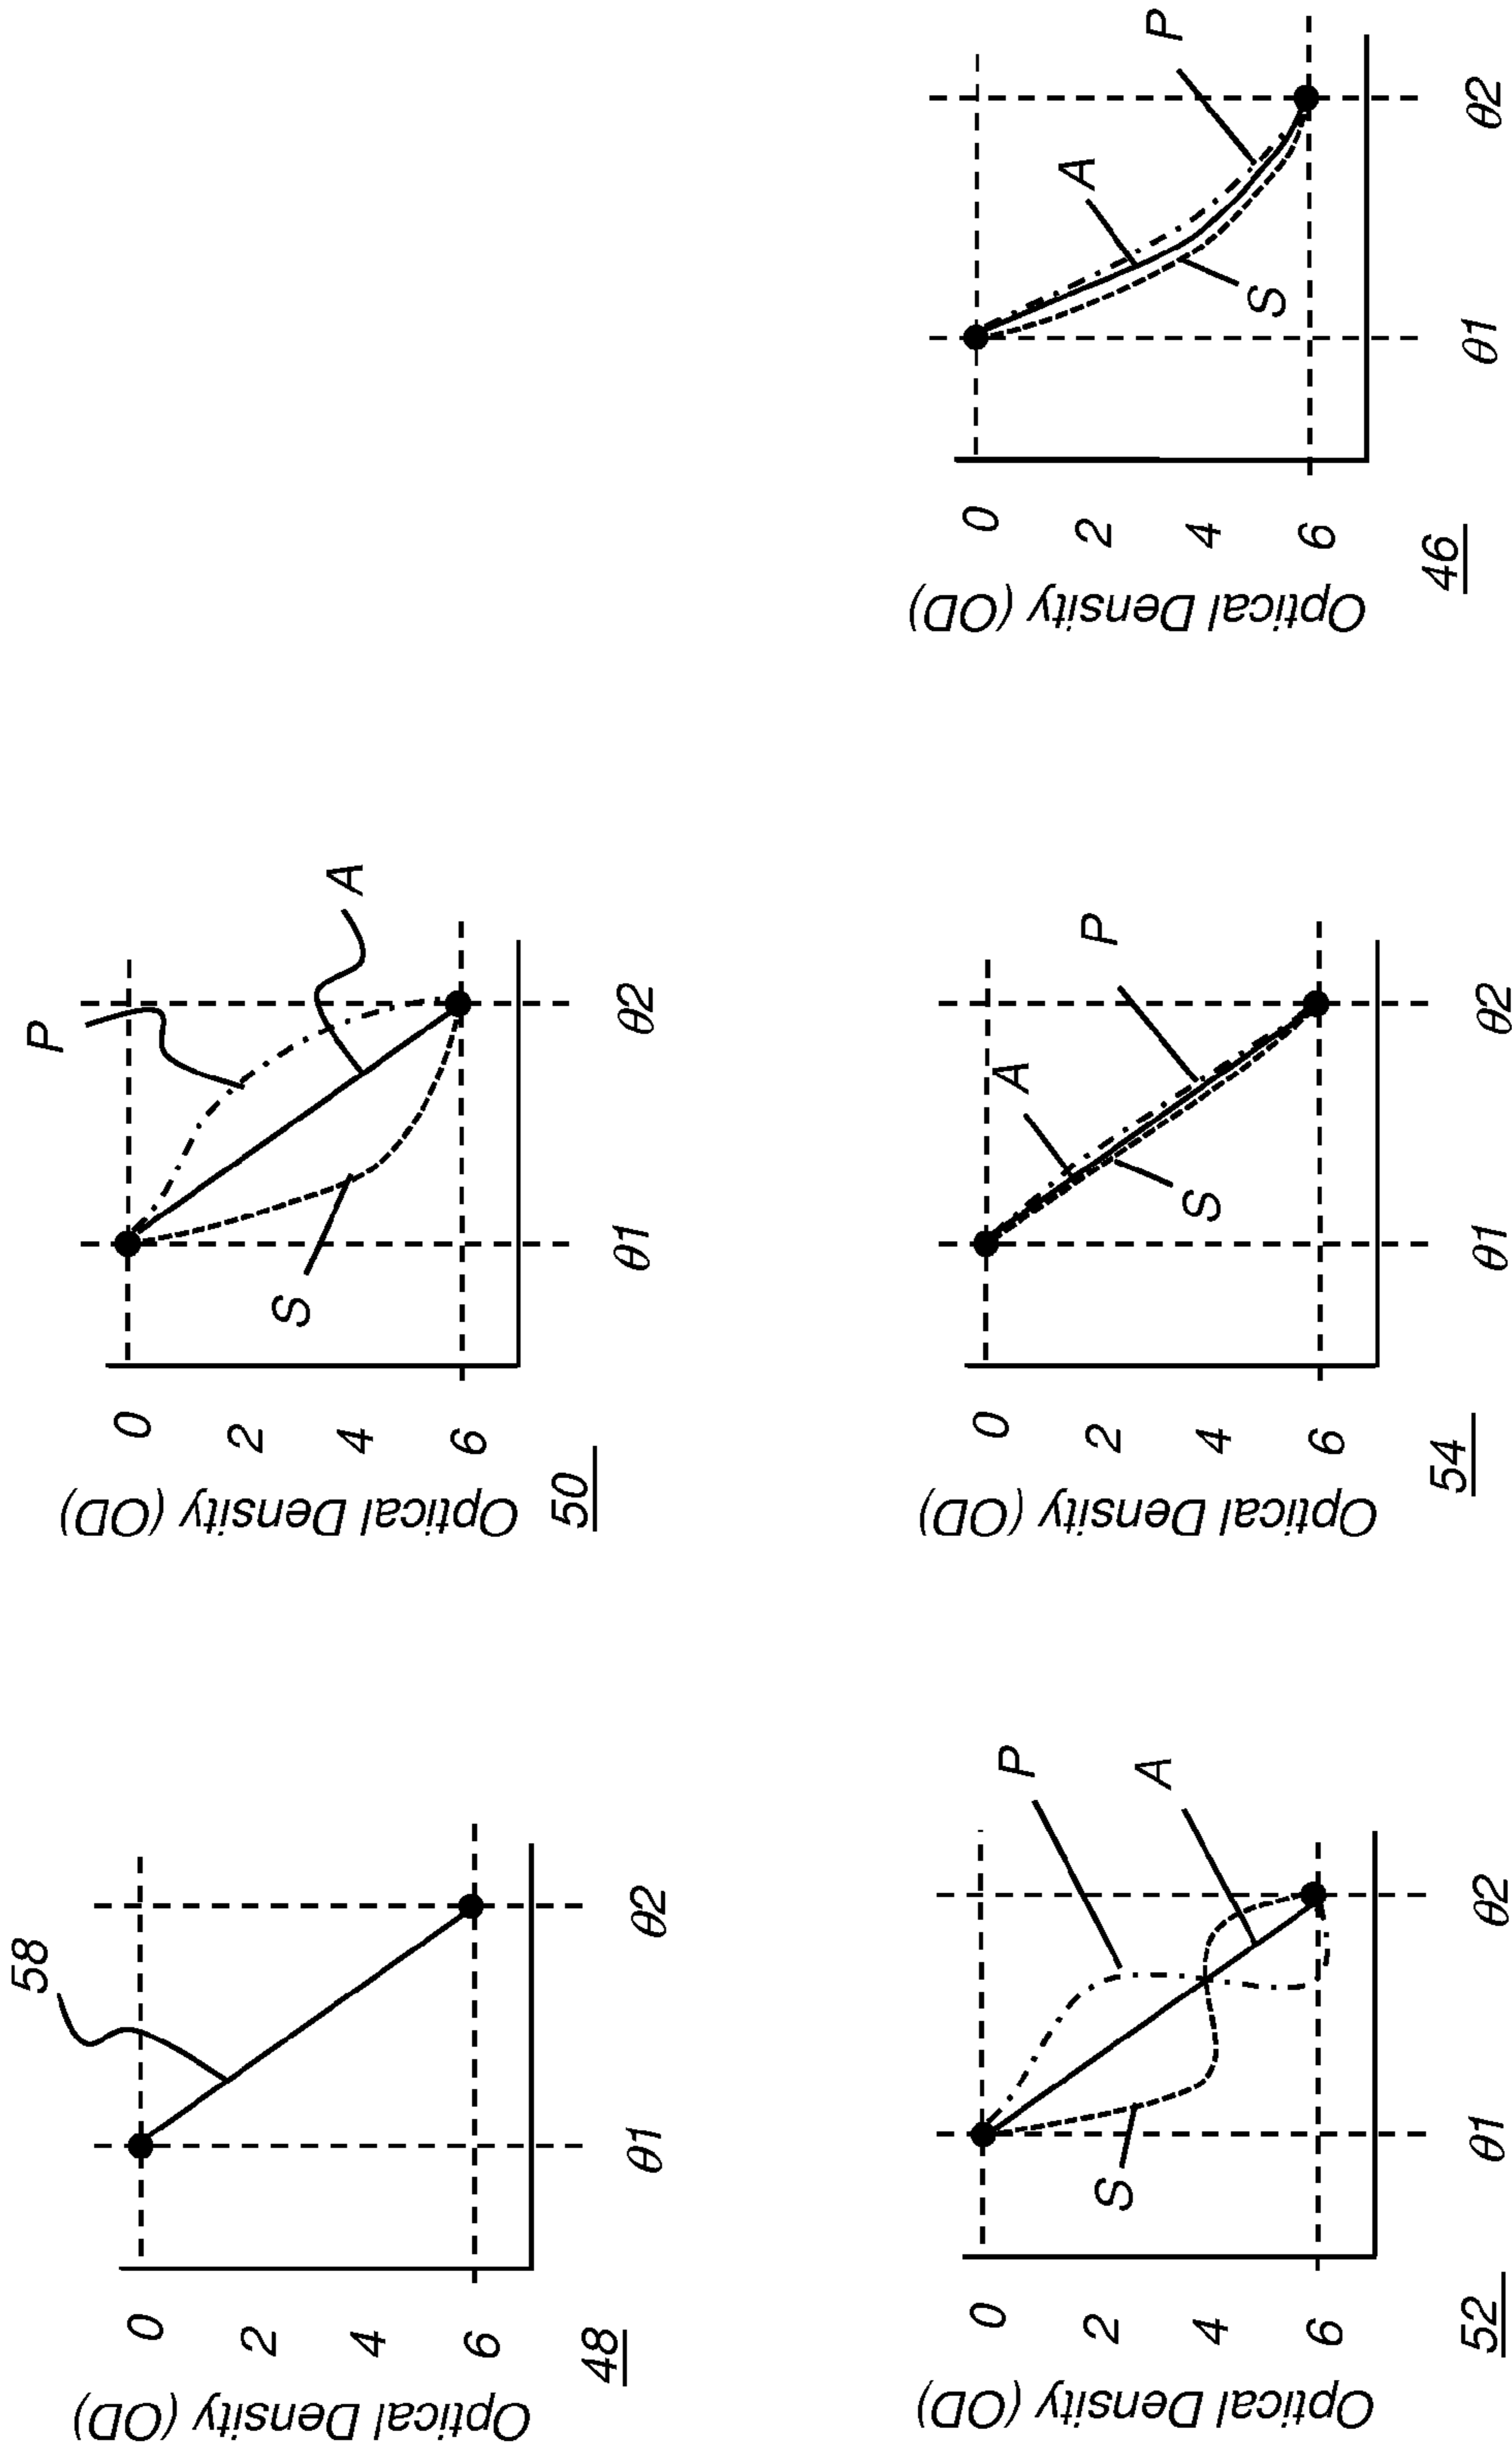 58
Optical Density (OD)
0
2
4
6
θ1 θ2
48
P
S
A
Optical Density (OD)
0
2
4
6
θ1 θ2
50
P
S
A
Optical Density (OD)
0
2
4
6
θ1 θ2
52
A
P
S
Optical Density (OD)
0
2
4
6
θ1 θ2
54
A
P
S
Optical Density (OD)
0
2
4
6
θ1 θ2
46